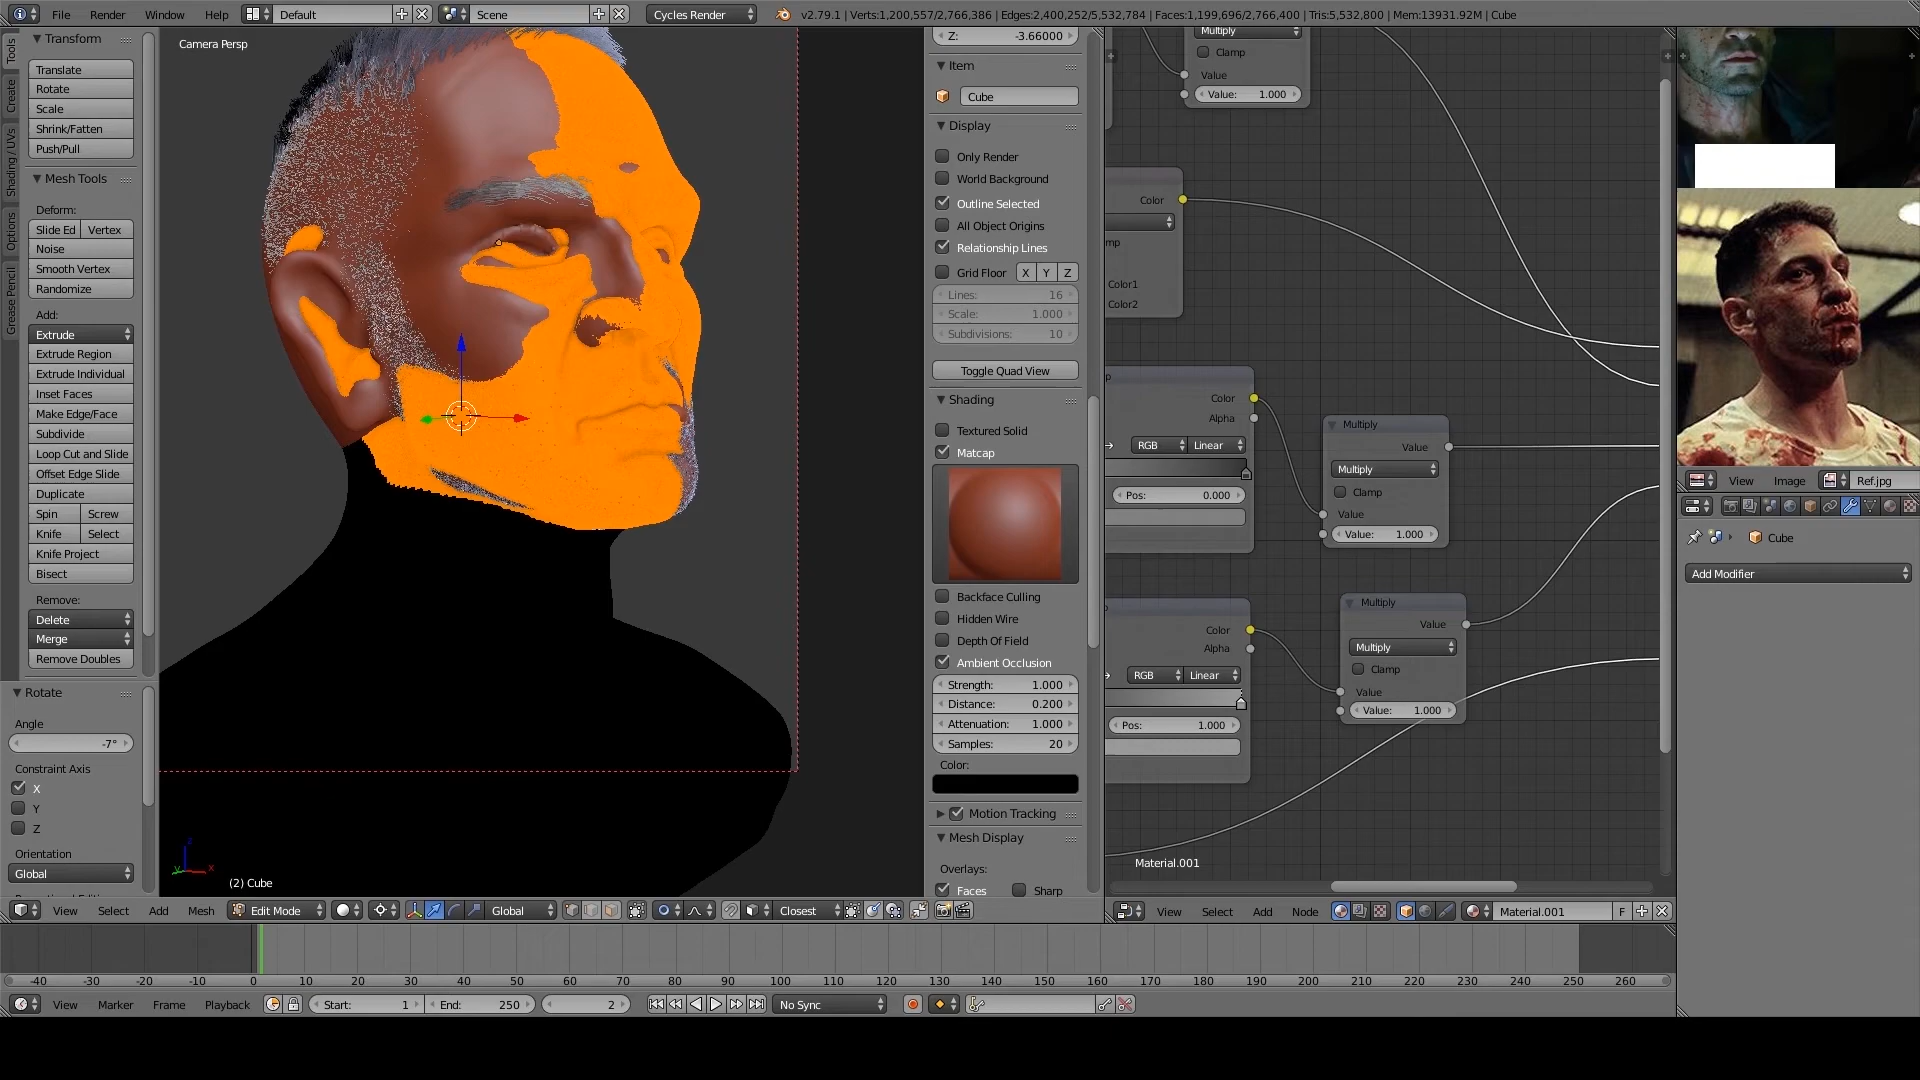 File Render Window Help Default Scene Cycles Render v2.79.1 | Verts:1,200,557/2,766,386 | Edges:2,400,252/5,532,784 | Faces:1,199,696/2,766,400 | Tris:5,532,800 | Mem:13931.92M | Cube
Tools
Create
Shading / UVs
Options
Grease Pencil
Transform
Translate
Rotate
Scale
Shrink/Fatten
Push/Pull
Mesh Tools
Deform:
Slide Ed Vertex
Noise
Smooth Vertex
Randomize
Add:
Extrude
Extrude Region
Extrude Individual
Inset Faces
Make Edge/Face
Subdivide
Loop Cut and Slide
Offset Edge Slide
Duplicate
Spin Screw
Knife Select
Knife Project
Bisect
Remove:
Delete
Merge
Remove Doubles
Rotate
Angle
-7°
Constraint Axis
X
Y
Z
Orientation
Global
Camera Persp
(2) Cube
Z: -3.66000
Item
Cube
Display
Only Render
World Background
Outline Selected
All Object Origins
Relationship Lines
Grid Floor X Y Z
Lines: 16
Scale: 1.000
Subdivisions: 10
Toggle Quad View
Shading
Textured Solid
Matcap
Backface Culling
Hidden Wire
Depth Of Field
Ambient Occlusion
Strength: 1.000
Distance: 0.200
Attenuation: 1.000
Samples: 20
Color:
Motion Tracking
Mesh Display
Overlays:
Faces Sharp
Multiply
Clamp
Value
Value: 1.000
Color
mp
Color1
Color2
p
Color
Alpha
RGB Linear
Pos: 0.000
Multiply
Value
Multiply
Clamp
Value
Value: 1.000
Color
Alpha
RGB Linear
Pos: 1.000
Multiply
Value
Multiply
Clamp
Value
Value: 1.000
Material.001
View Image Ref.jpg
Cube
Add Modifier
View Select Add Mesh Edit Mode Global Closest
View Select Add Node Material.001 F
-40 -30 -20 -10 0 10 20 30 40 50 60 70 80 90 100 110 120 130 140 150 160 170 180 190 200 210 220 230 240 250 260
View Marker Frame Playback Start: 1 End: 250 2 No Sync